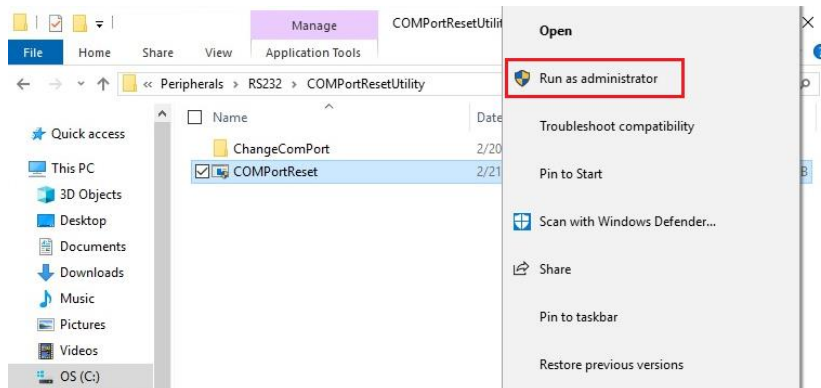 Manage
COMPortResetUtilit
File
Home
Share
View
Application Tools
« Peripherals > RS232 > COMPortResetUtility
Name
Date
Quick access
This PC
3D Objects
Desktop
Documents
Downloads
Music
Pictures
Videos
OS (C:)
ChangeComPort
2/20
COMPortReset
2/21
B
Open
Run as administrator
Troubleshoot compatibility
Pin to Start
Scan with Windows Defender...
Share
Pin to taskbar
Restore previous versions